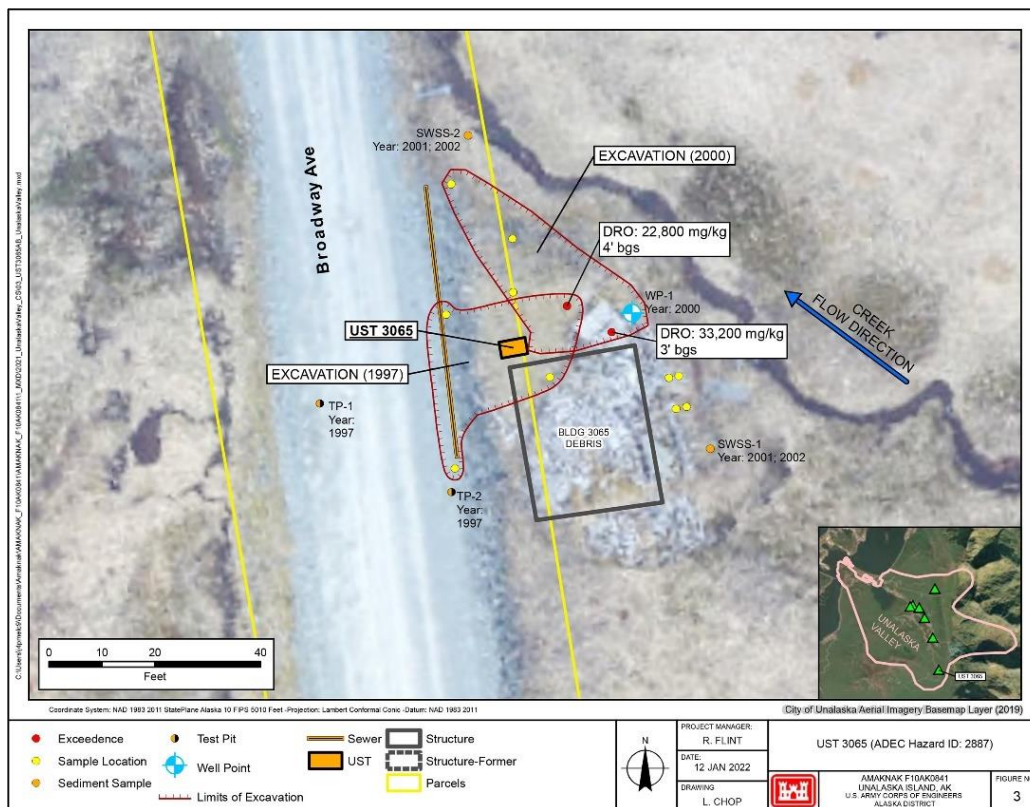 SWSS-2
Year: 2001; 2002
EXCAVATION (2000)
DRO: 22,800 mg/kg
4' bgs
Broadway Ave
WP-1
Year: 2000
CREEK
FLOW DIRECTION
UST 3065
DRO: 33,200 mg/kg
3' bgs
EXCAVATION (1997)
TP-1
Year:
1997
BLDG 3065
DEBRIS
SWSS-1
Year: 2001; 2002
TP-2
Year:
1997
UNALASKA
VALLEY
UST 3065
0 10 20 40
Feet
Coordinate System: NAD 1983 2011 StatePlane Alaska 10 FIPS 5010 Feet -Projection: Lambert Conformal Conic -Datum: NAD 1983 2011
City of Unalaska Aerial Imagery Basemap Layer (2019)
Exceedence
Sample Location
Sediment Sample
Test Pit
Well Point
Limits of Excavation
Sewer
UST
Structure
Structure-Former
Parcels
N
PROJECT MANAGER:
R. FLINT
DATE:
12 JAN 2022
DRAWING
L. CHOP
UST 3065 (ADEC Hazard ID: 2887)
AMAKNAK F10AK0841
UNALASKA ISLAND, AK
U.S. ARMY CORPS OF ENGINEERS
ALASKA DISTRICT
FIGURE NO
3